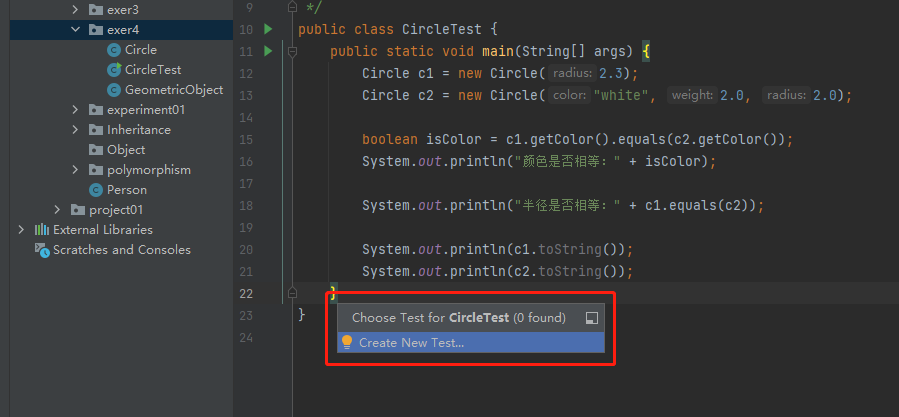 exer3
exer4
Circle
CircleTest
GeometricObject
experiment01
Inheritance
Object
polymorphism
Person
project01
External Libraries
Scratches and Consoles
9 */
10 public class CircleTest {
11 public static void main(String[] args) {
12 Circle c1 = new Circle( radius: 2.3);
13 Circle c2 = new Circle( color: "white", weight: 2.0, radius: 2.0);
14
15 boolean isColor = c1.getColor().equals(c2.getColor());
16 System.out.println("颜色是否相等：" + isColor);
17
18 System.out.println("半径是否相等：" + c1.equals(c2));
19
20 System.out.println(c1.toString());
21 System.out.println(c2.toString());
22 }
Choose Test for CircleTest (0 found)
Create New Test...
23 }
24